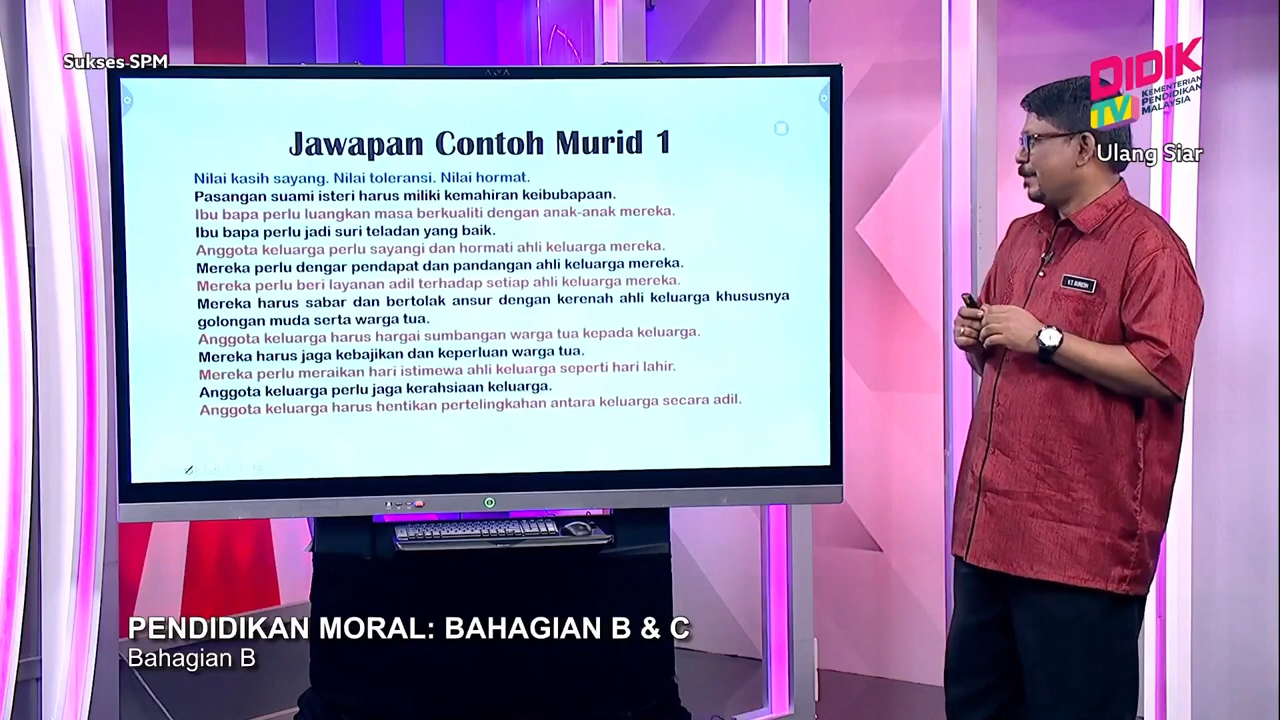 Sukses SPM
DIDIK
TV
KEMENTERIAN
PENDIDIKAN
MALAYSIA
Ulang Siar
Jawapan Contoh Murid 1
Nilai kasih sayang. Nilai toleransi. Nilai hormat.
Pasangan suami isteri harus miliki kemahiran keibubapaan.
Ibu bapa perlu luangkan masa berkualiti dengan anak-anak mereka.
Ibu bapa perlu jadi suri teladan yang baik.
Anggota keluarga perlu sayangi dan hormati ahli keluarga mereka.
Mereka perlu dengar pendapat dan pandangan ahli keluarga mereka.
Mereka perlu beri layanan adil terhadap setiap ahli keluarga mereka.
Mereka harus sabar dan bertolak ansur dengan kerenah ahli keluarga khususnya
golongan muda serta warga tua.
Anggota keluarga harus hargai sumbangan warga tua kepada keluarga.
Mereka harus jaga kebajikan dan keperluan warga tua.
Mereka perlu meraikan hari istimewa ahli keluarga seperti hari lahir.
Anggota keluarga perlu jaga kerahsiaan keluarga.
Anggota keluarga harus hentikan pertelingkahan antara keluarga secara adil.
PENDIDIKAN MORAL: BAHAGIAN B & C
Bahagian B